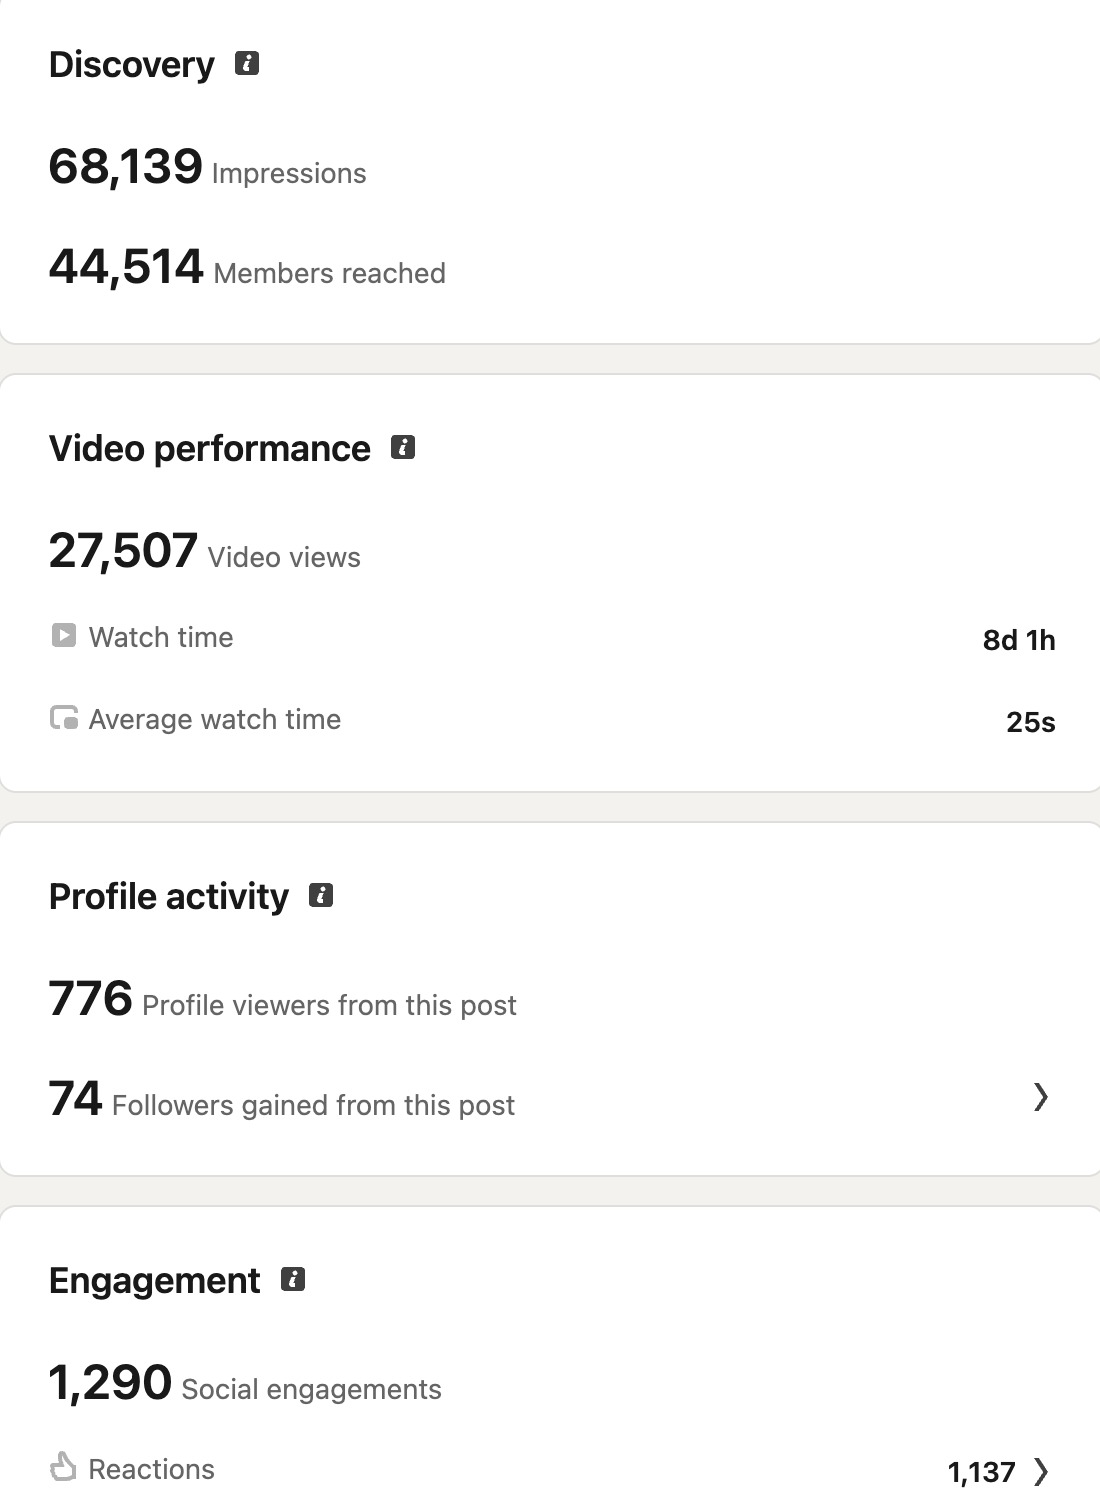 Discovery
68,139 Impressions
44,514 Members reached
Video performance
27,507 Video views
Watch time 8d 1h
Average watch time 25s
Profile activity
776 Profile viewers from this post
74 Followers gained from this post
Engagement
1,290 Social engagements
Reactions 1,137